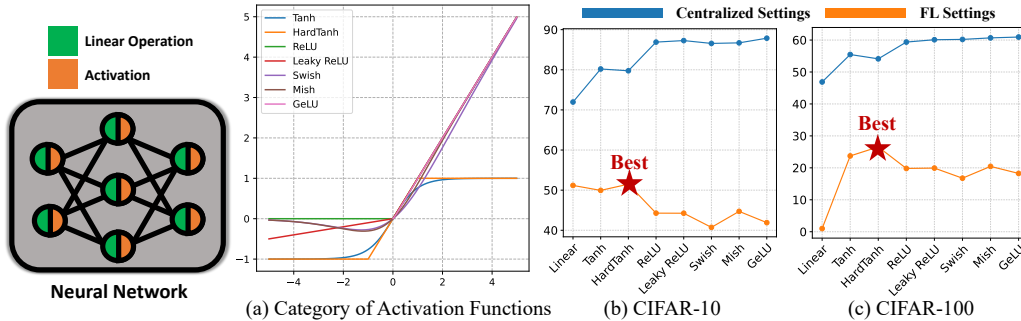 Linear Operation
Activation
Neural Network
5
4
3
2
1
0
−1
−4
−2
0
2
4
Tanh
HardTanh
ReLU
Leaky ReLU
Swish
Mish
GeLU
(a) Category of Activation Functions
Centralized Settings
FL Settings
90
80
70
60
50
40
Best
Linear
Tanh
HardTanh
ReLU
Leaky ReLU
Swish
Mish
GeLU
(b) CIFAR-10
60
50
40
30
20
10
0
Best
Linear
Tanh
HardTanh
ReLU
Leaky ReLU
Swish
Mish
GeLU
(c) CIFAR-100